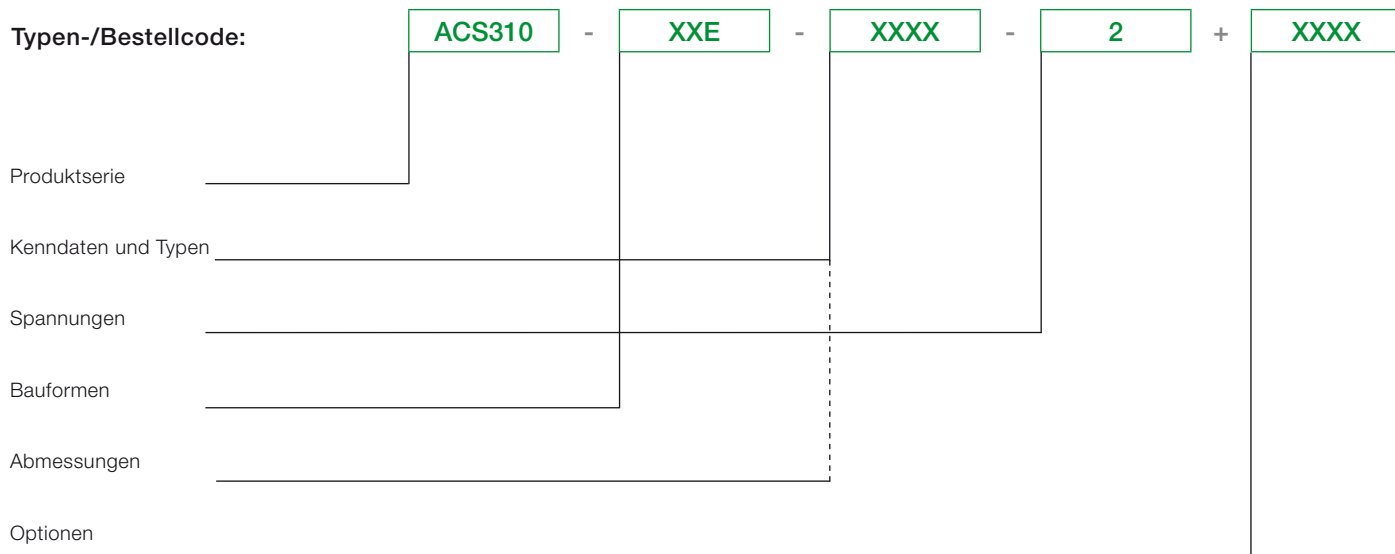 Typen-/Bestellcode: ACS310 - XXE - XXXX - 2 + XXXX
Produktserie
Kenndaten und Typen
Spannungen
Bauformen
Abmessungen
Optionen